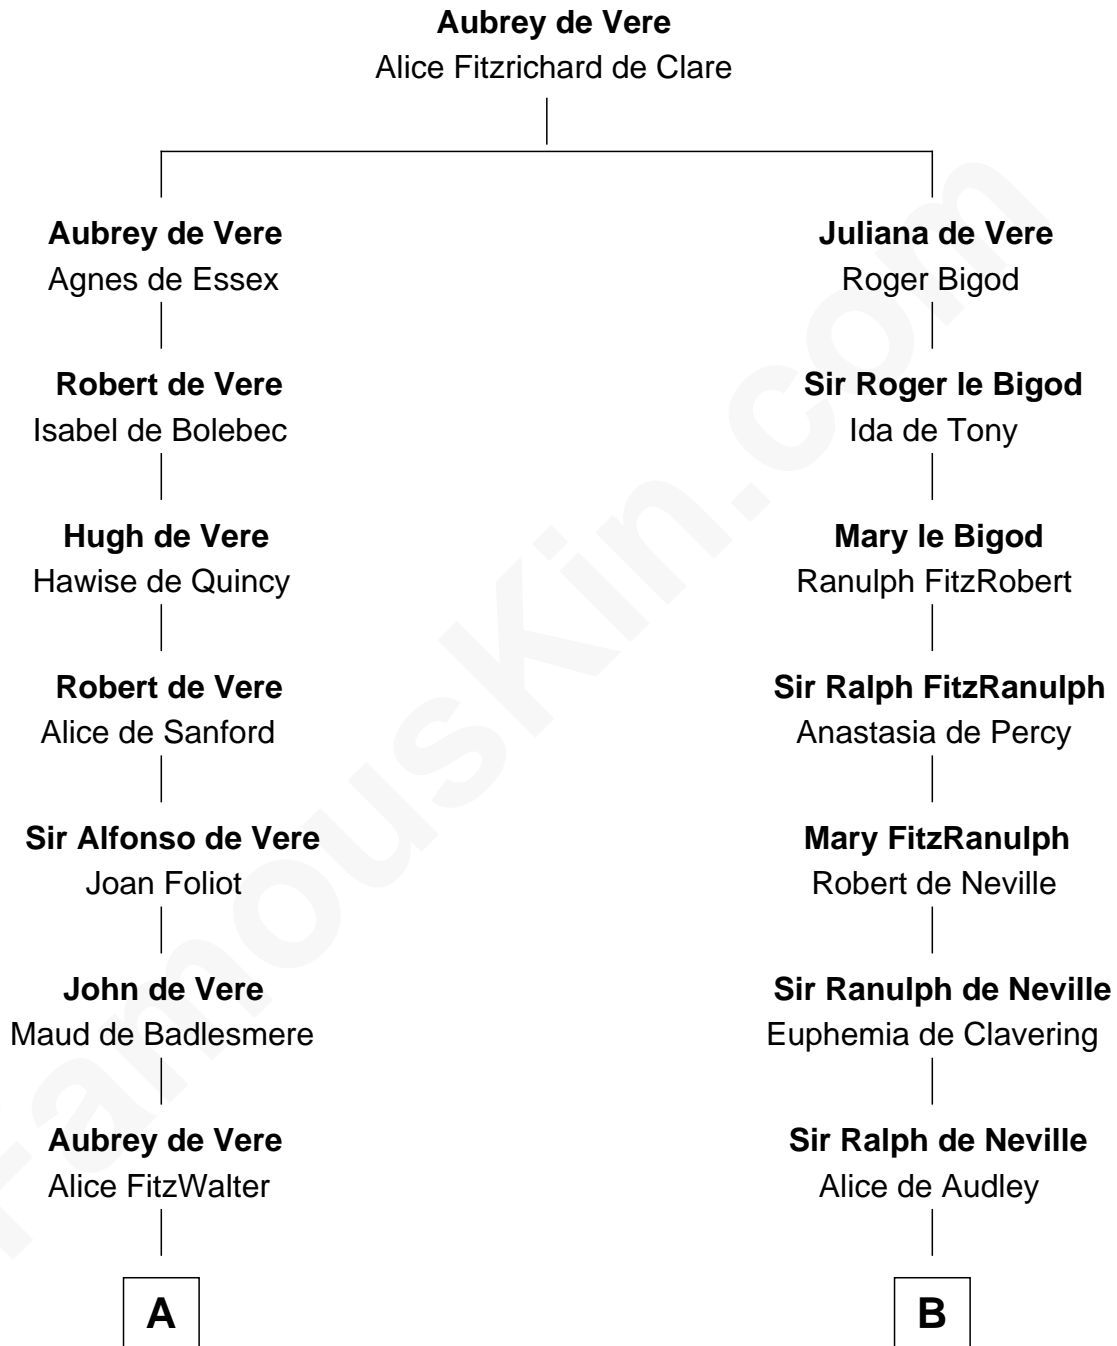 Aubrey de Vere
Alice Fitzrichard de Clare
Aubrey de Vere
Agnes de Essex
Robert de Vere
Isabel de Bolebec
Hugh de Vere
Hawise de Quincy
Robert de Vere
Alice de Sanford
Sir Alfonso de Vere
Joan Foliot
John de Vere
Maud de Badlesmere
Aubrey de Vere
Alice FitzWalter
A
Juliana de Vere
Roger Bigod
Sir Roger le Bigod
Ida de Tony
Mary le Bigod
Ranulph FitzRobert
Sir Ralph FitzRanulph
Anastasia de Percy
Mary FitzRanulph
Robert de Neville
Sir Ranulph de Neville
Euphemia de Clavering
Sir Ralph de Neville
Alice de Audley
B
FamousKin.com